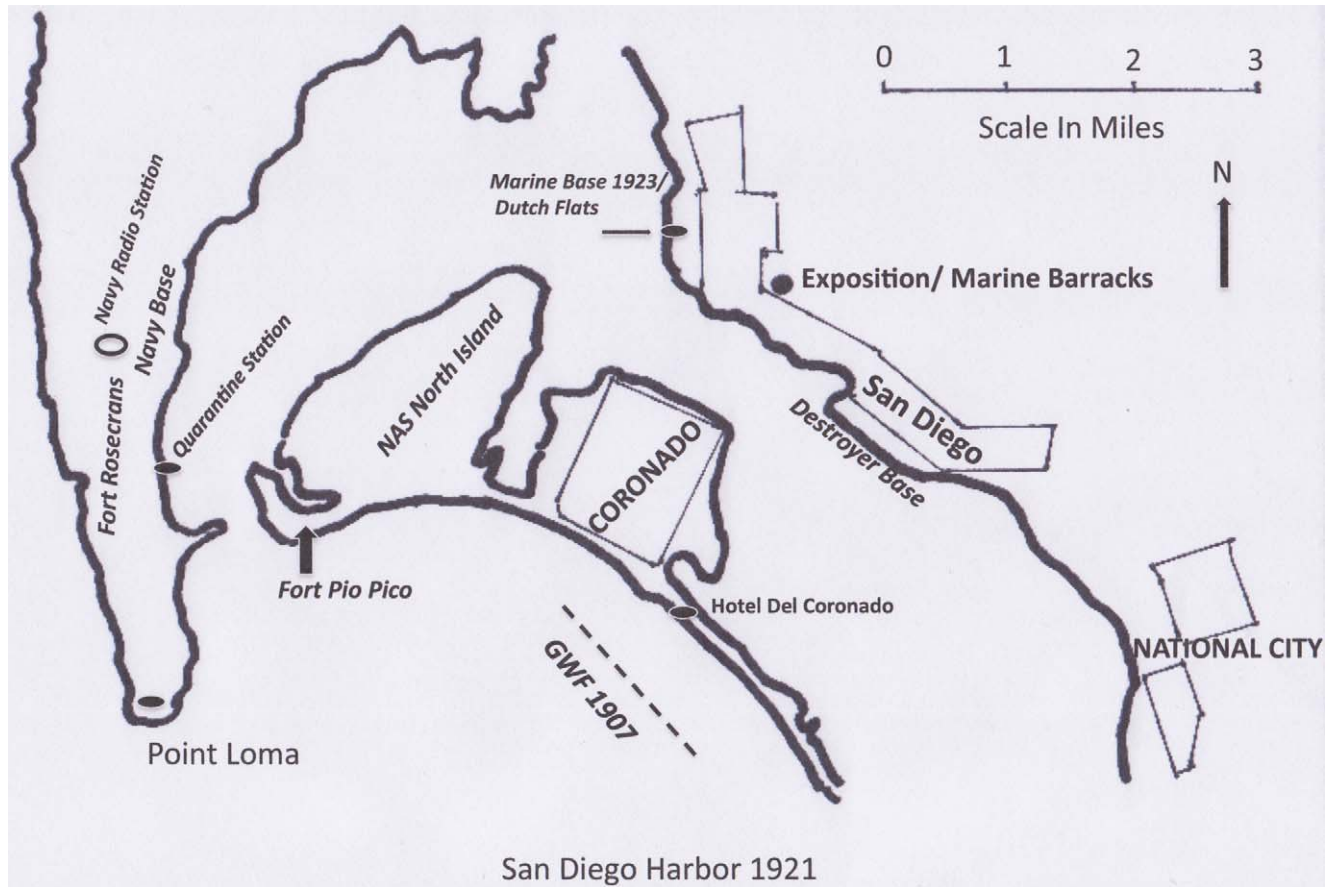 0 1 2 3
Scale In Miles
N
Marine Base 1923/
Dutch Flats
Exposition/ Marine Barracks
Navy Radio Station
Navy Base
Fort Rosecrans
Quarantine Station
NAS North Island
CORONADO
San Diego
Destroyer Base
Fort Pio Pico
Hotel Del Coronado
GWF 1907
NATIONAL CITY
Point Loma
San Diego Harbor 1921